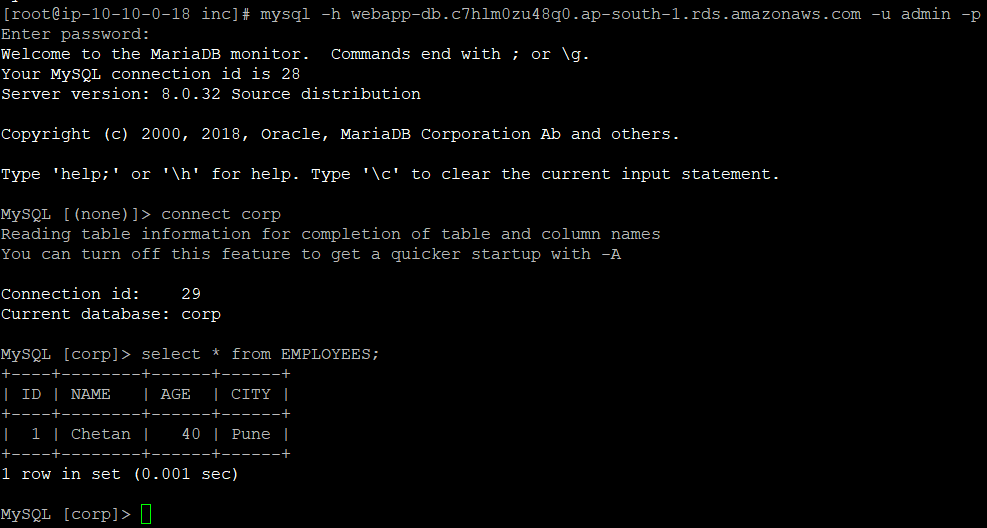 [root@ip-10-10-0-18 inc]# mysql -h webapp-db.c7hlm0zu48q0.ap-south-1.rds.amazonaws.com -u admin -p
Enter password:
Welcome to the MariaDB monitor.  Commands end with ; or \g.
Your MySQL connection id is 28
Server version: 8.0.32 Source distribution

Copyright (c) 2000, 2018, Oracle, MariaDB Corporation Ab and others.

Type 'help;' or '\h' for help. Type '\c' to clear the current input statement.

MySQL [(none)]> connect corp
Reading table information for completion of table and column names
You can turn off this feature to get a quicker startup with -A

Connection id:    29
Current database: corp

MySQL [corp]> select * from EMPLOYEES;
+----+--------+------+------+
| ID | NAME   | AGE  | CITY |
+----+--------+------+------+
|  1 | Chetan |   40 | Pune |
+----+--------+------+------+
1 row in set (0.001 sec)

MySQL [corp]>